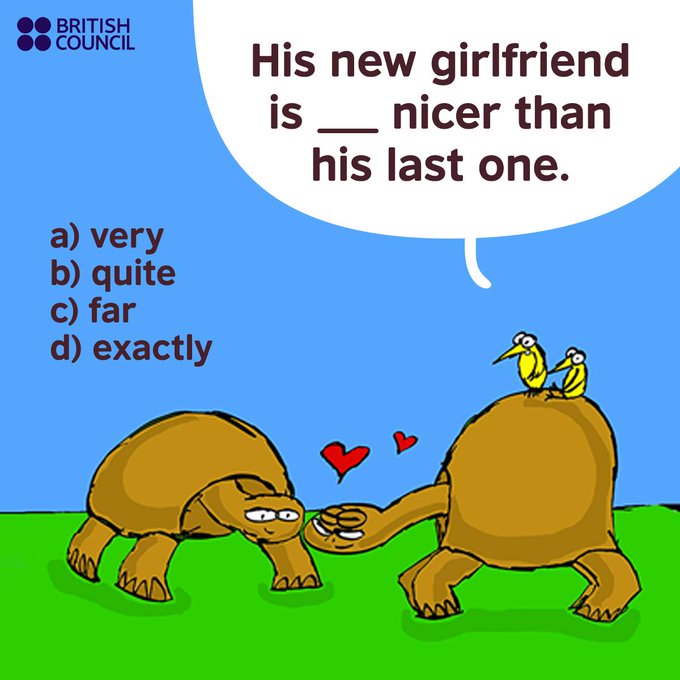 BRITISH
COUNCIL
His new girlfriend
is ___ nicer than
his last one.
a) very
b) quite
c) far
d) exactly